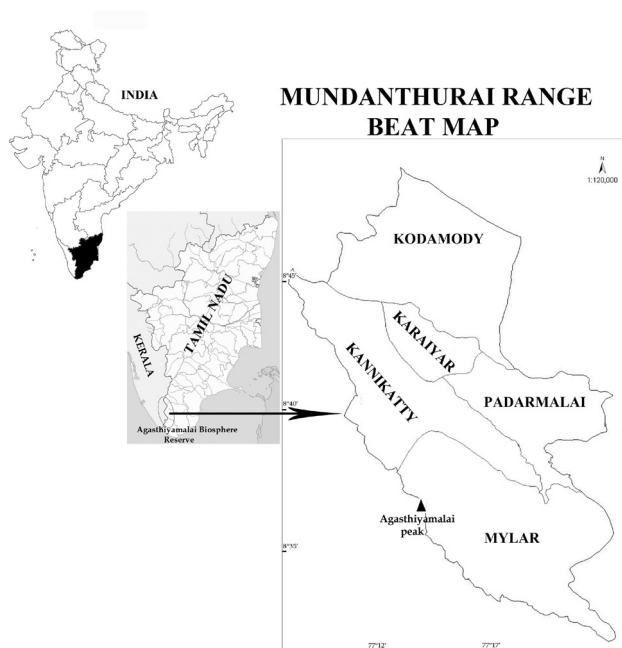 INDIA
MUNDANTHURAI RANGE
BEAT MAP
N
1:120,000
KODAMODY
8°45'
KARAIYAR
TAMIL NADU
KERALA
KANNIKATTY
PADARMALAI
8°40'
Agasthiyamalai Biosphere
Reserve
Agasthiyamalai
peak
MYLAR
8°35'
77°12'
77°17'